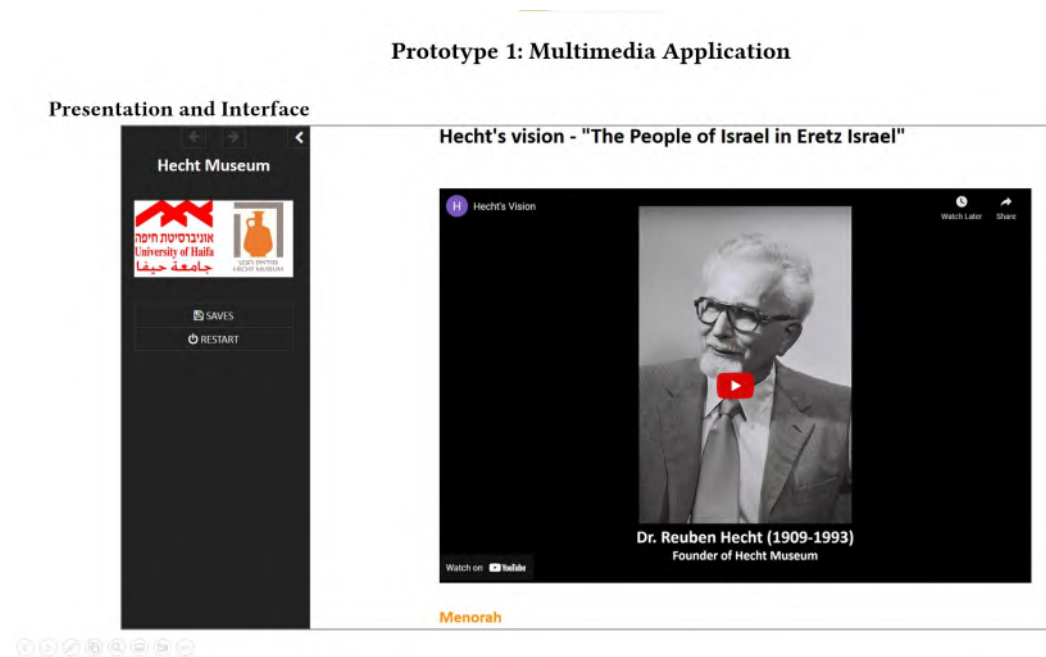 Prototype 1: Multimedia Application
Presentation and Interface
Hecht Museum
אוניברסיטת חיפה
University of Haifa
جامعة حيفا
HECHT MUSEUM
SAVES
RESTART
Hecht's vision - "The People of Israel in Eretz Israel"
H Hecht's Vision
Watch Later
Share
Dr. Reuben Hecht (1909-1993)
Founder of Hecht Museum
Watch on YouTube
Menorah